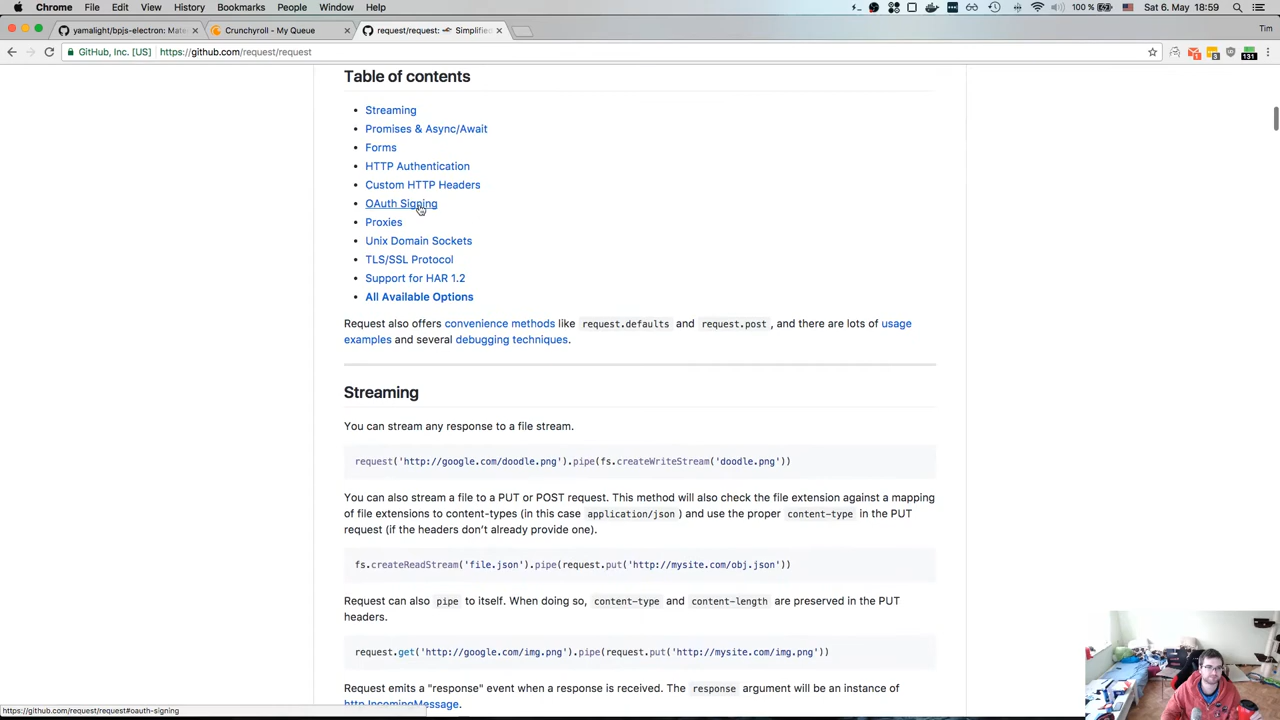 Chrome File Edit View History Bookmarks People Window Help 100 % Sat 6. May 18:59
yamalight/bpjs-electron: Mate Crunchyroll - My Queue request/request: Simplified Tim
GitHub, Inc. [US] https://github.com/request/request 1 3 131
Table of contents
• Streaming
• Promises & Async/Await
• Forms
• HTTP Authentication
• Custom HTTP Headers
• OAuth Signing
• Proxies
• Unix Domain Sockets
• TLS/SSL Protocol
• Support for HAR 1.2
• All Available Options
Request also offers convenience methods like request.defaults and request.post , and there are lots of usage
examples and several debugging techniques.
Streaming
You can stream any response to a file stream.
request('http://google.com/doodle.png').pipe(fs.createWriteStream('doodle.png'))
You can also stream a file to a PUT or POST request. This method will also check the file extension against a mapping
of file extensions to content-types (in this case application/json ) and use the proper content-type in the PUT
request (if the headers don’t already provide one).
fs.createReadStream('file.json').pipe(request.put('http://mysite.com/obj.json'))
Request can also pipe to itself. When doing so, content-type and content-length are preserved in the PUT
headers.
request.get('http://google.com/img.png').pipe(request.put('http://mysite.com/img.png'))
Request emits a "response" event when a response is received. The response argument will be an instance of
http.IncomingMessage.
https://github.com/request/request#oauth-signing